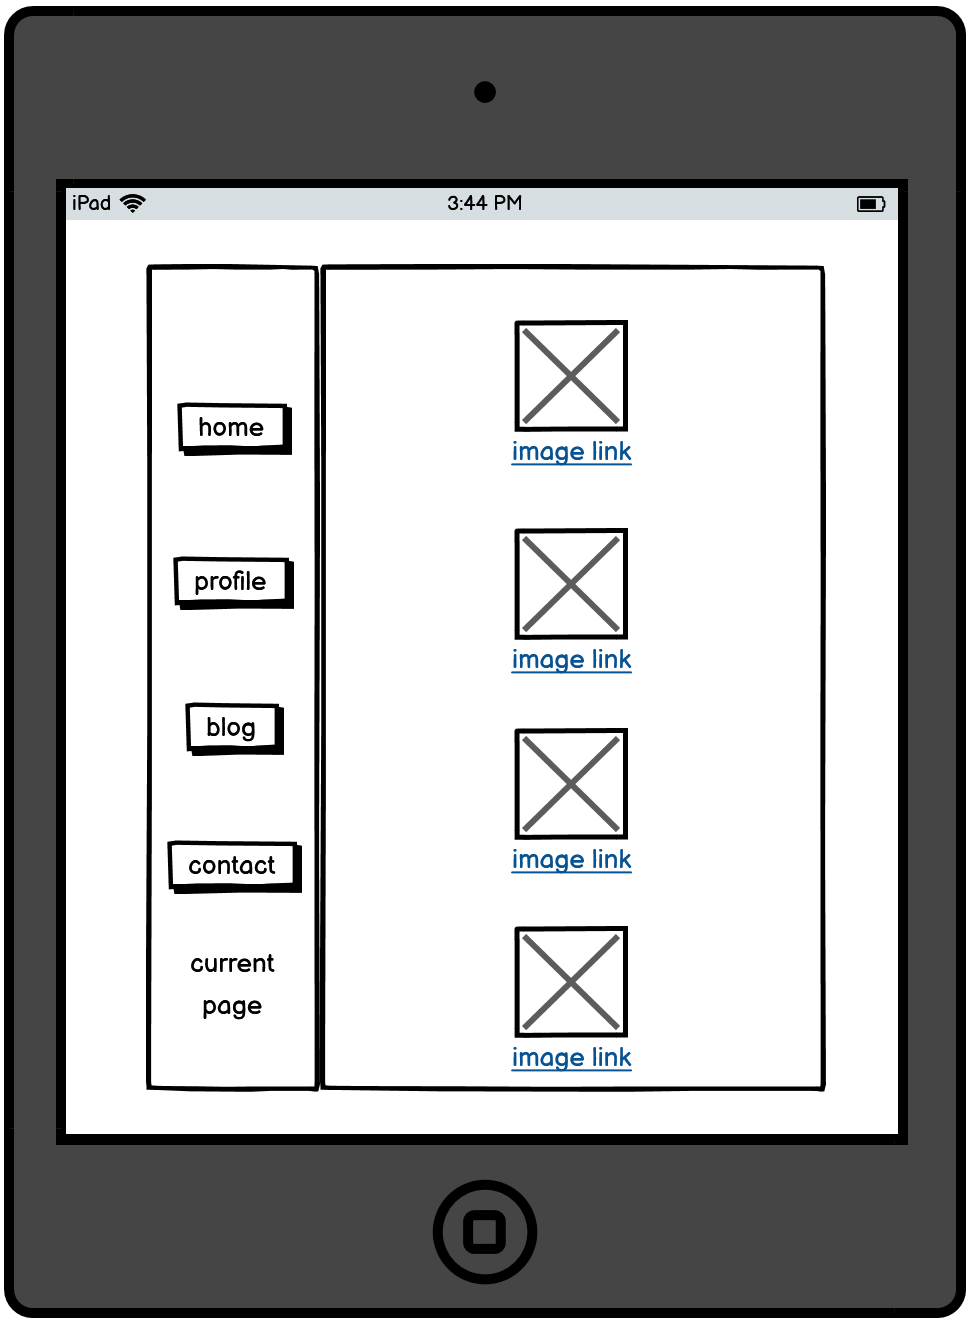 iPad 3:44 PM
home
profile
blog
contact
current
page
image link
image link
image link
image link